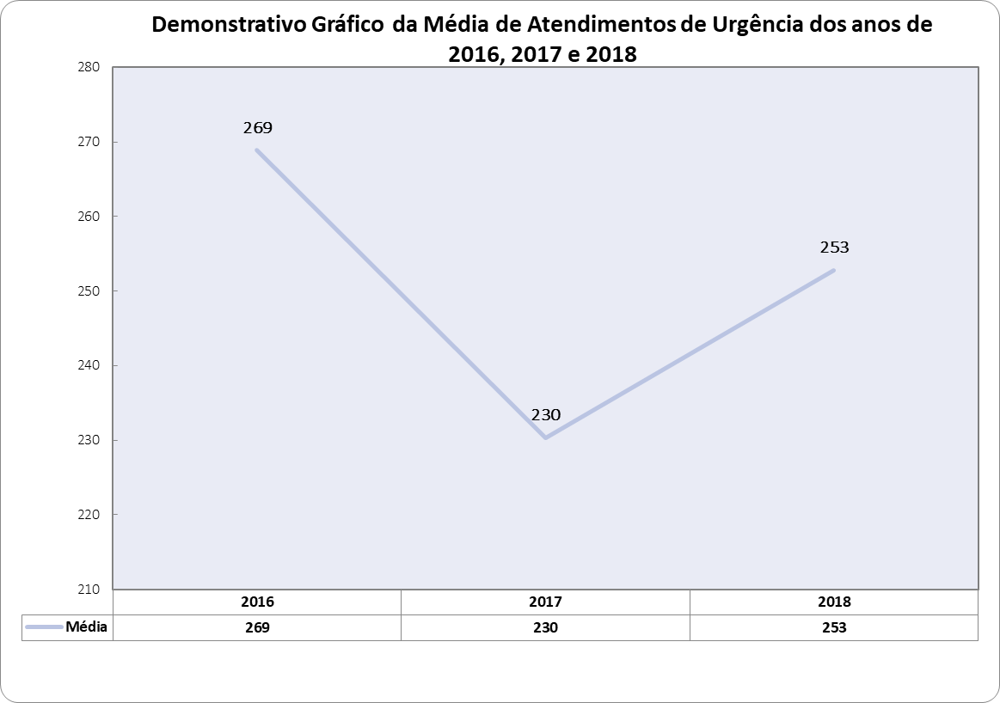 Demonstrativo Gráfico da Média de Atendimentos de Urgência dos anos de
2016, 2017 e 2018
280
270
260
250
240
230
220
210
269
230
253
2016 2017 2018
Média 269 230 253